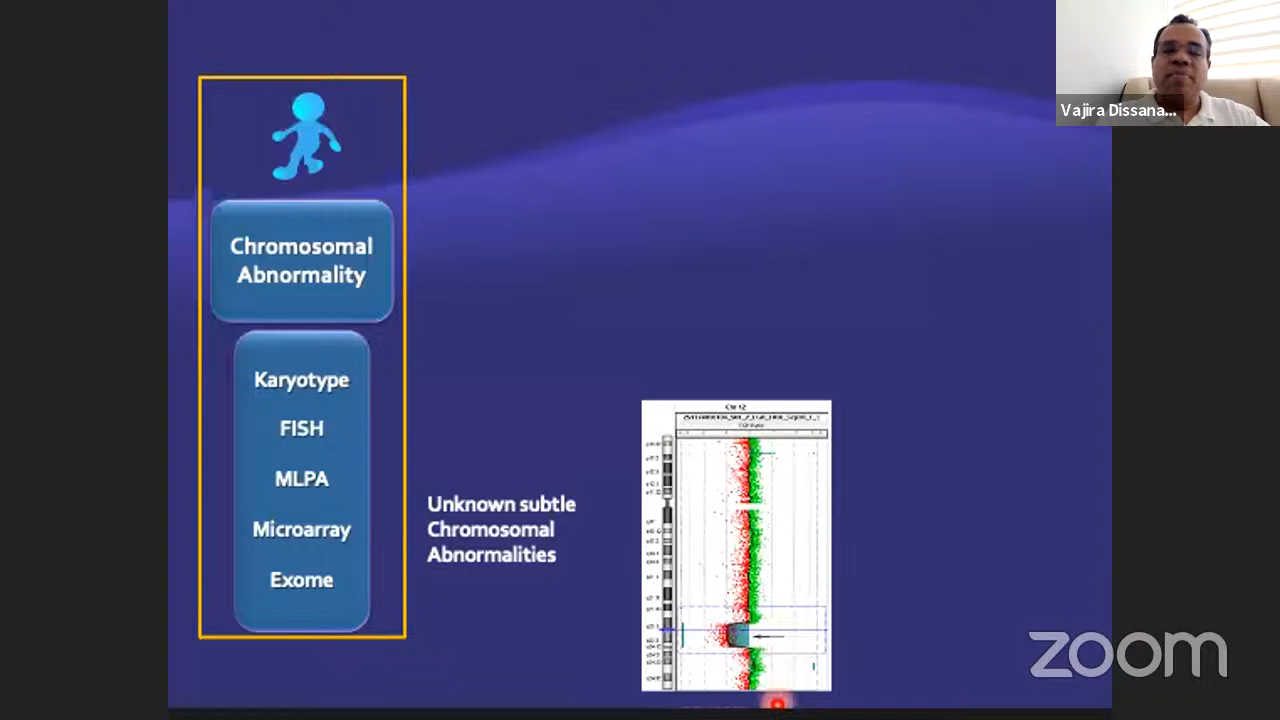 Vajira Dissana...
Chromosomal
Abnormality
Karyotype
FISH
MLPA
Microarray
Exome
Unknown subtle
Chromosomal
Abnormalities
zoom